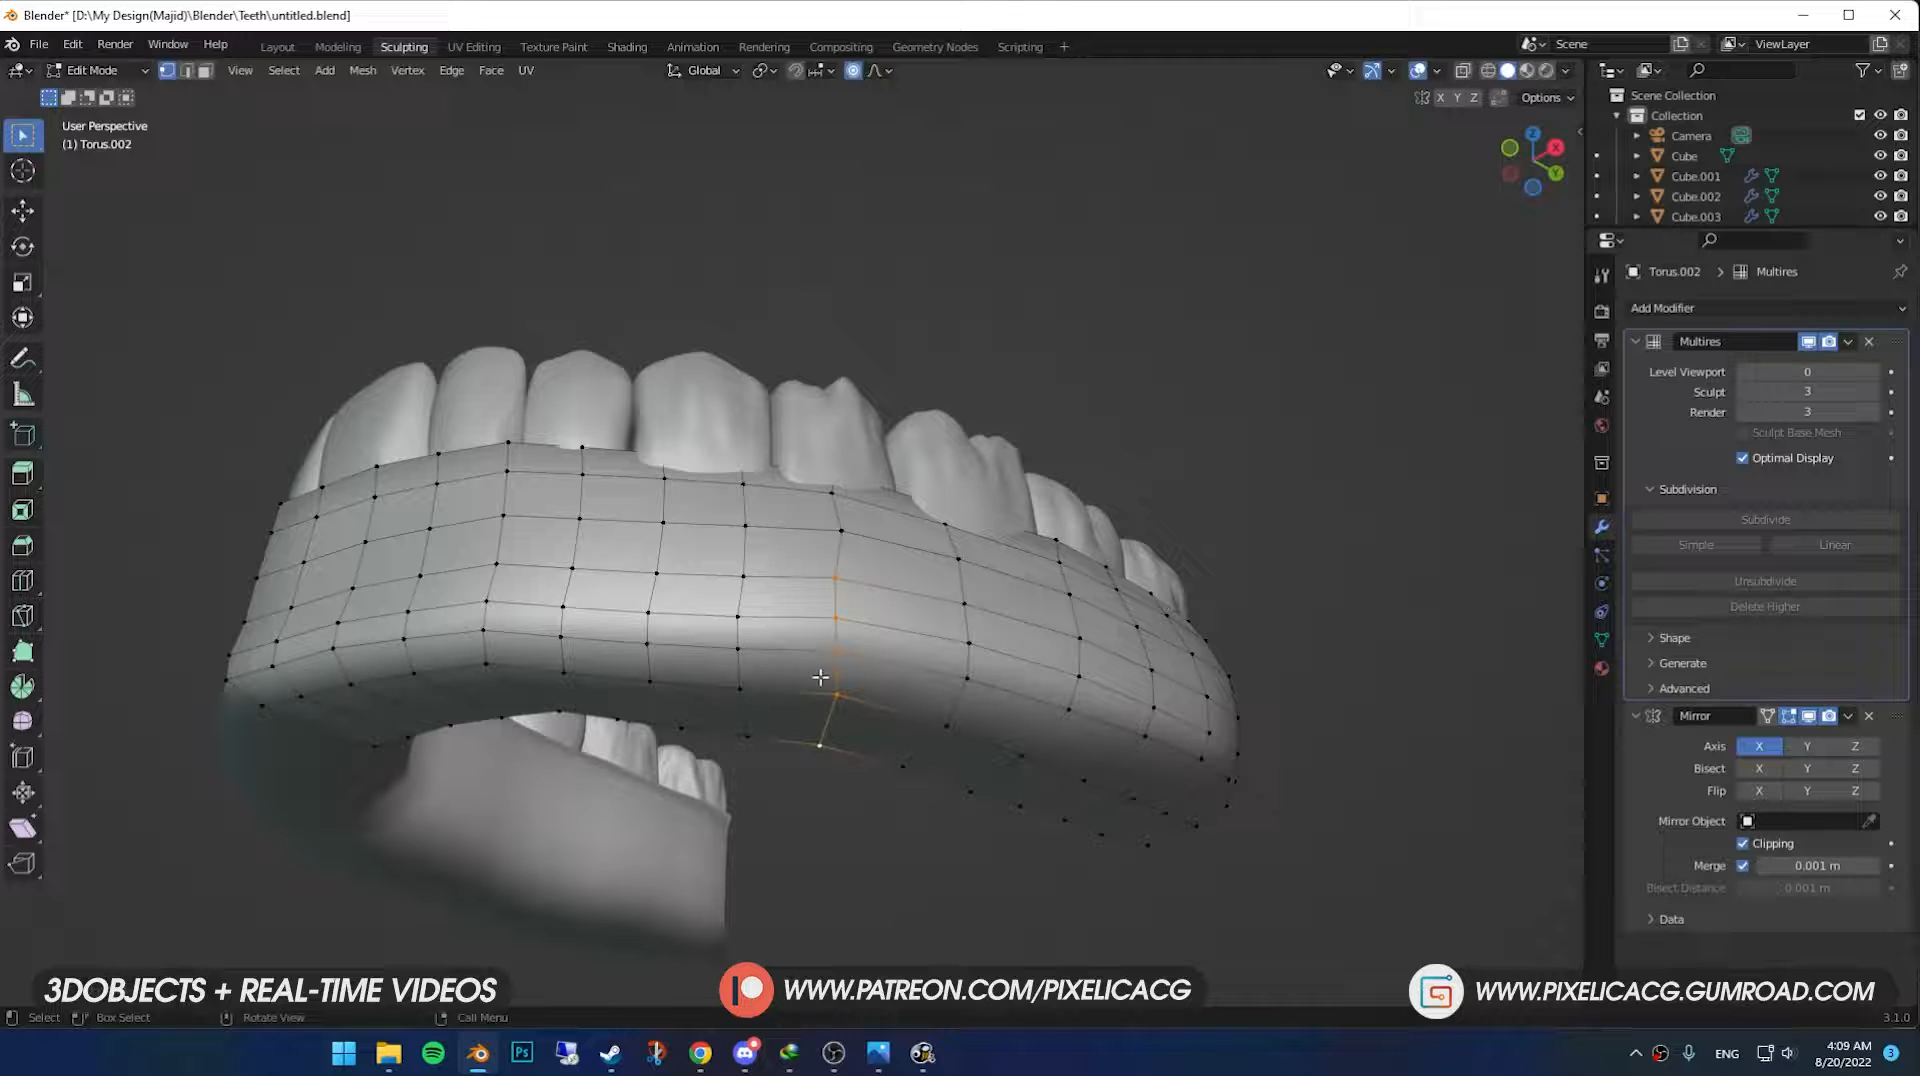 Blender* [D:\My Design(Majid)\Blender\Teeth\untitled.blend]
File Edit Render Window Help Layout Modeling Sculpting UV Editing Texture Paint Shading Animation Rendering Compositing Geometry Nodes Scripting + Scene ViewLayer
Edit Mode View Select Add Mesh Vertex Edge Face UV Global
X Y Z Options
User Perspective
(1) Torus.002
Z X Y
Scene Collection
Collection
Camera
Cube
Cube.001
Cube.002
Cube.003
Torus.002 > Multires
Add Modifier
Multires
Level Viewport 0
Sculpt 3
Render 3
Sculpt Base Mesh
Optimal Display
Subdivision
Subdivide
Simple Linear
Unsubdivide
Delete Higher
Shape
Generate
Advanced
Mirror
Axis X Y Z
Bisect X Y Z
Flip X Y Z
Mirror Object
Clipping
Merge 0.001 m
Bisect Distance 0.001 m
Data
3DOBJECTS + REAL-TIME VIDEOS WWW.PATREON.COM/PIXELICACG WWW.PIXELICACG.GUMROAD.COM
Select Box Select Rotate View Call Menu 3.1.0
Ps ENG 4:09 AM 3
8/20/2022